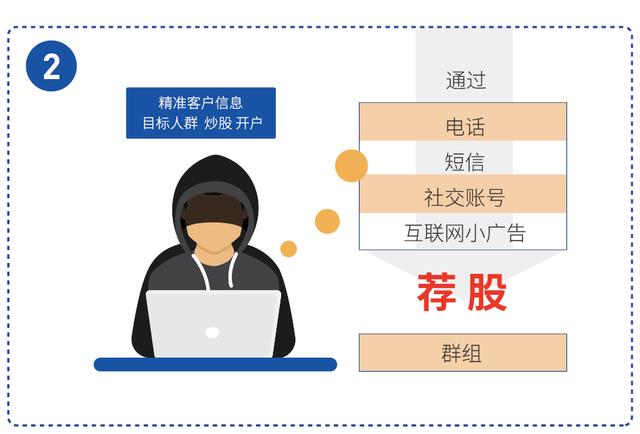 2
精准客户信息
目标人群 炒股 开户
通过
电话
短信
社交账号
互联网小广告
荐股
群组